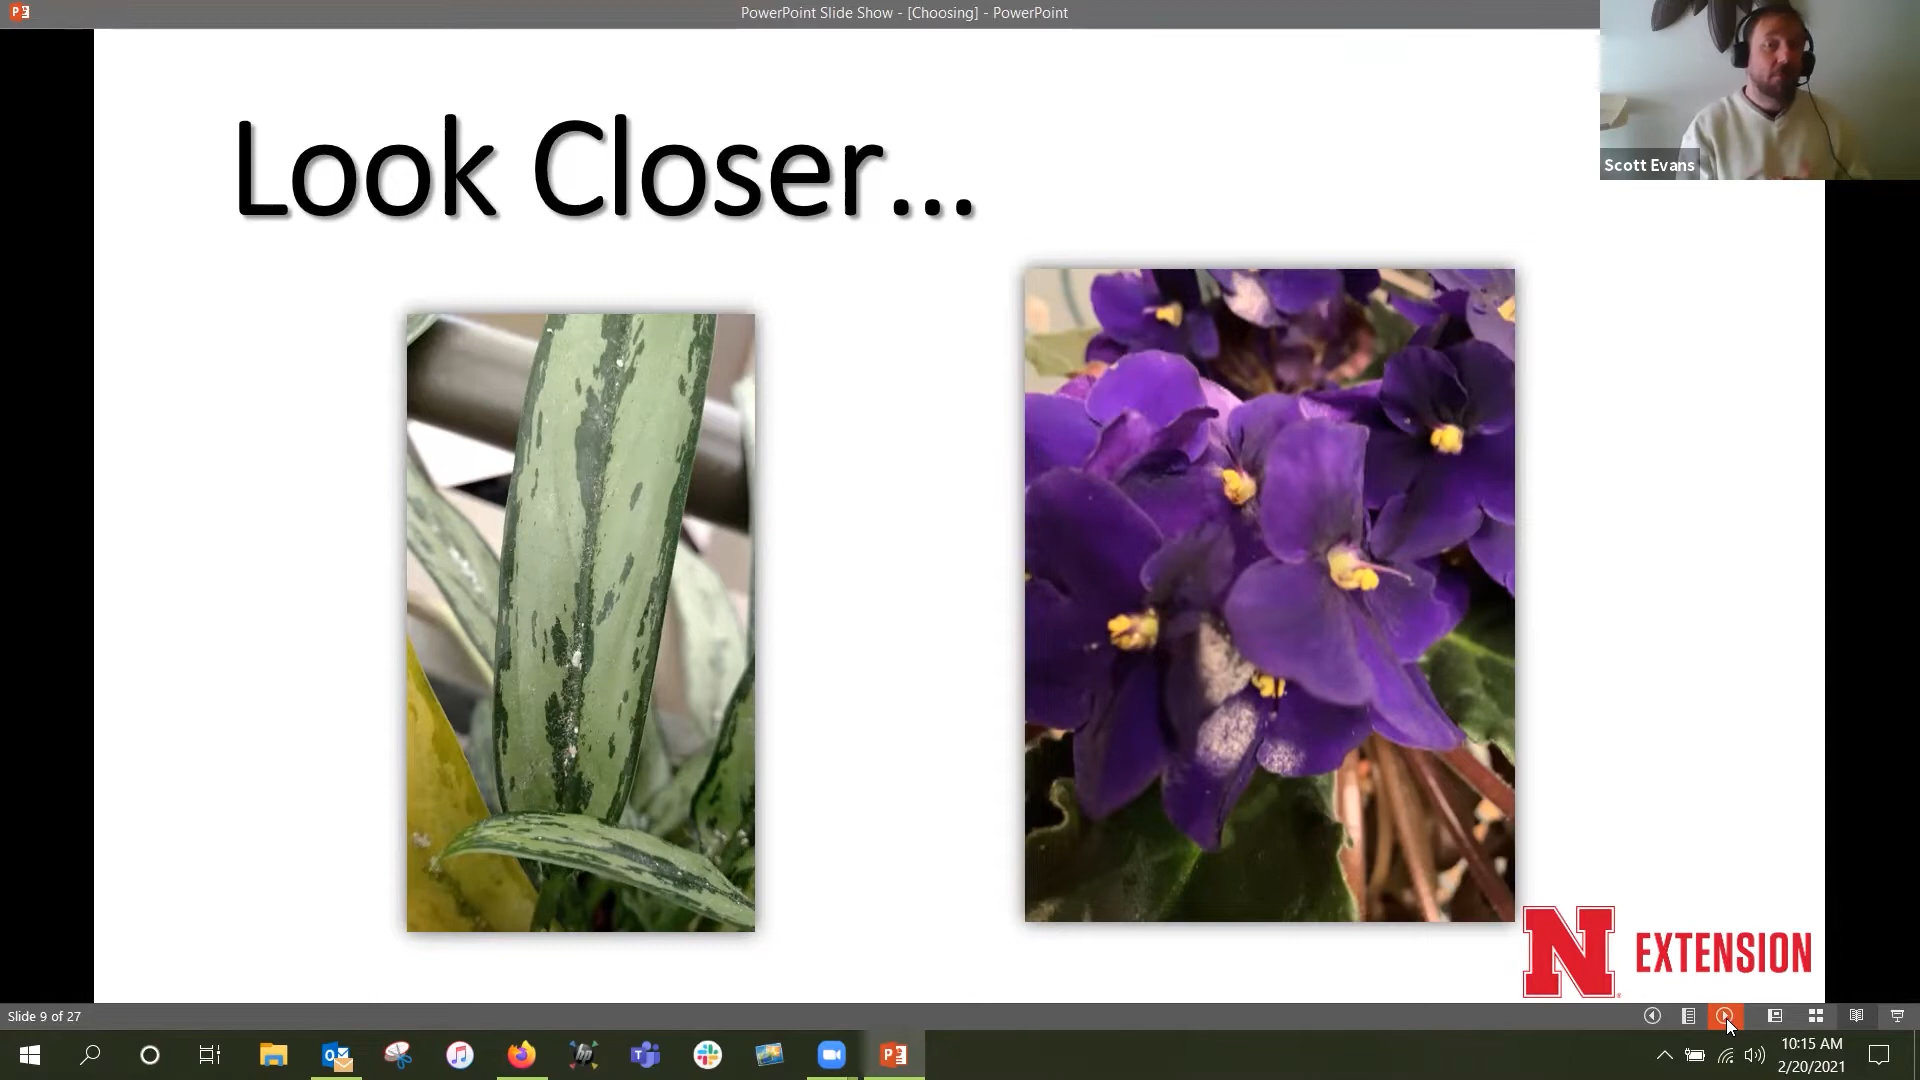 PowerPoint Slide Show - [Choosing] - PowerPoint
Scott Evans
Look Closer...
N EXTENSION
Slide 9 of 27
10:15 AM
2/20/2021